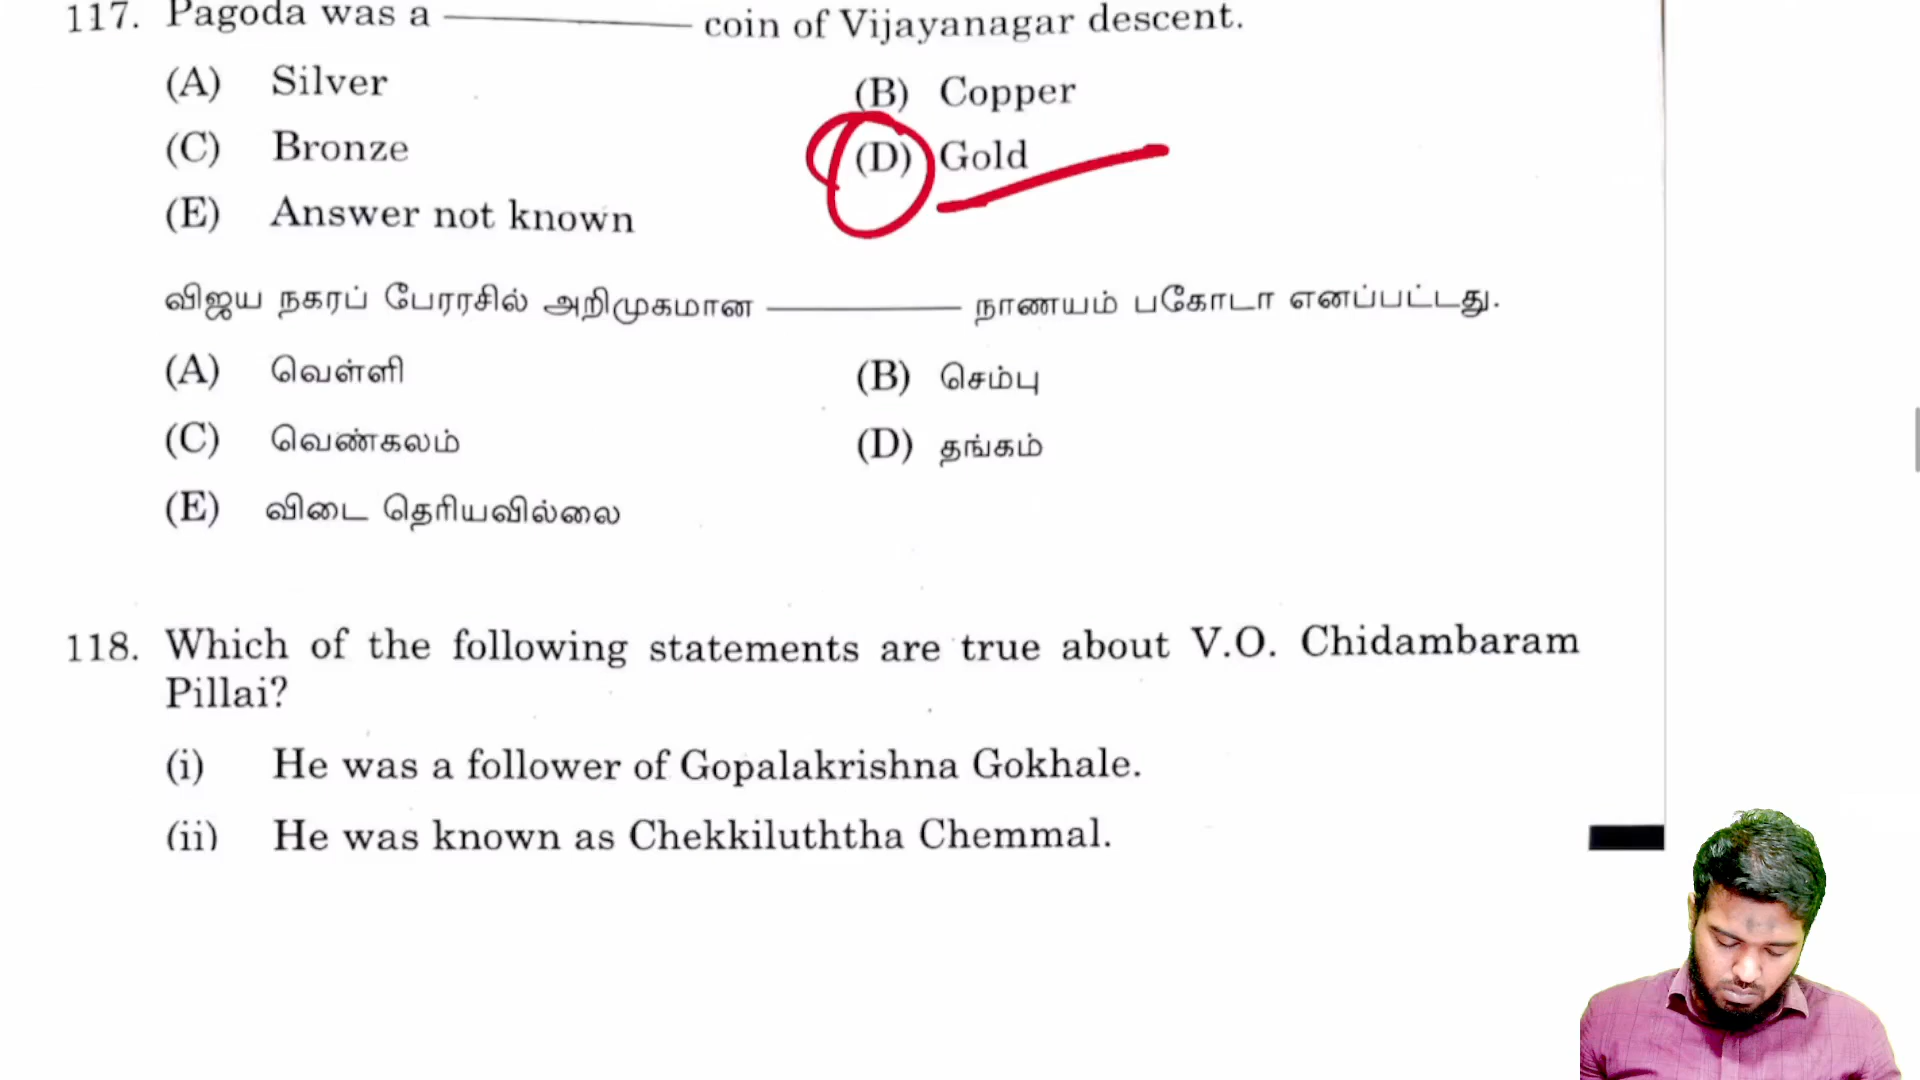 117. Pagoda was a ________ coin of Vijayanagar descent.
(A) Silver
(B) Copper
(C) Bronze
(D) Gold
(E) Answer not known
விஜய நகரப் பேரரசில் அறிமுகமான ________ நாணயம் பகோடா எனப்பட்டது.
(A) வெள்ளி
(B) செம்பு
(C) வெண்கலம்
(D) தங்கம்
(E) விடை தெரியவில்லை
118. Which of the following statements are true about V.O. Chidambaram
Pillai?
(i) He was a follower of Gopalakrishna Gokhale.
(ii) He was known as Chekkiluththa Chemmal.